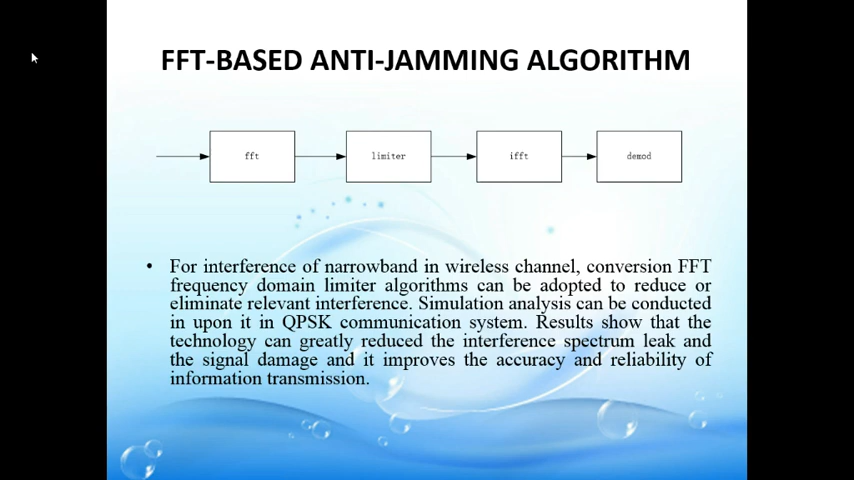 FFT-BASED ANTI-JAMMING ALGORITHM
fft
limiter
ifft
demod
• For interference of narrowband in wireless channel, conversion FFT
frequency domain limiter algorithms can be adopted to reduce or
eliminate relevant interference. Simulation analysis can be conducted
in upon it in QPSK communication system. Results show that the
technology can greatly reduced the interference spectrum leak and
the signal damage and it improves the accuracy and reliability of
information transmission.